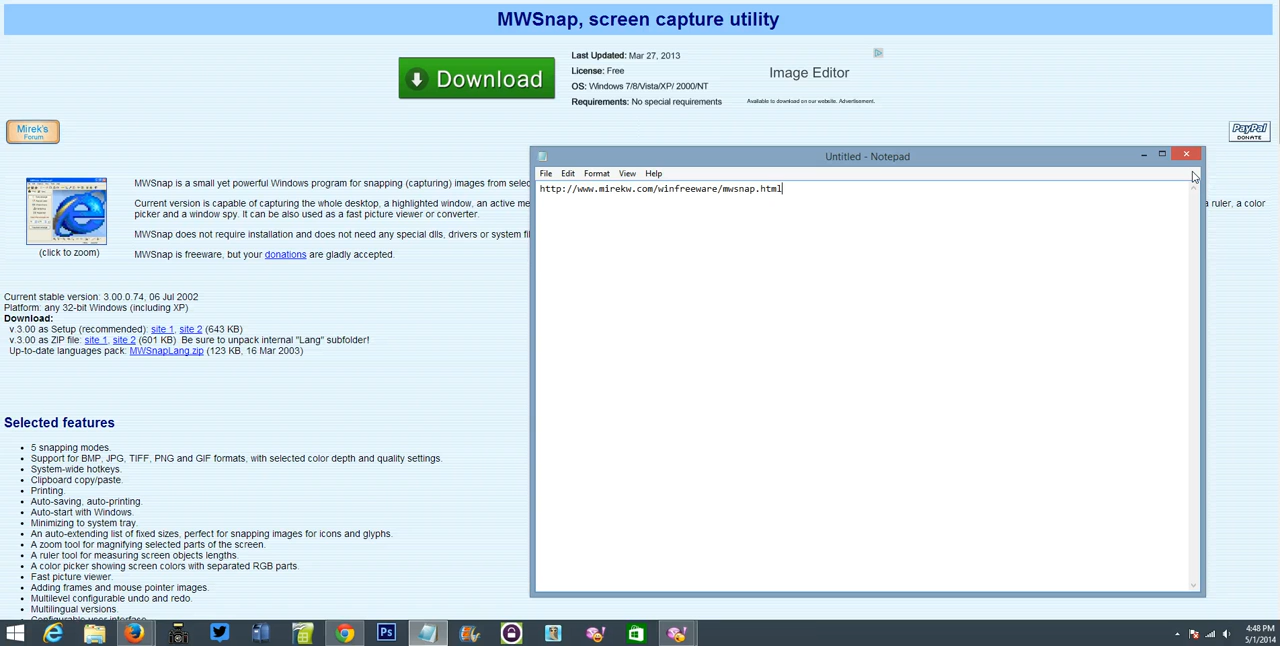 MWSnap, screen capture utility
Download
Last Updated: Mar 27, 2013
License: Free
OS: Windows 7/8/Vista/XP/ 2000/NT
Requirements: No special requirements
Image Editor
Available to download on our website. Advertisement.
Mirek's
Forum
PayPal
DONATE
Untitled - Notepad
File Edit Format View Help
http://www.mirekw.com/winfreeware/mwsnap.html
(click to zoom)
MWSnap is a small yet powerful Windows program for snapping (capturing) images from selec
Current version is capable of capturing the whole desktop, a highlighted window, an active me
a ruler, a color
picker and a window spy. It can be also used as a fast picture viewer or converter.
MWSnap does not require installation and does not need any special dlls, drivers or system fil
MWSnap is freeware, but your donations are gladly accepted.
Current stable version: 3.00.0.74, 06 Jul 2002
Platform: any 32-bit Windows (including XP)
Download:
v.3.00 as Setup (recommended): site 1, site 2 (643 KB)
v.3.00 as ZIP file: site 1, site 2 (601 KB) Be sure to unpack internal "Lang" subfolder!
Up-to-date languages pack: MWSnapLang.zip (123 KB, 16 Mar 2003)
Selected features
5 snapping modes.
Support for BMP, JPG, TIFF, PNG and GIF formats, with selected color depth and quality settings.
System-wide hotkeys.
Clipboard copy/paste.
Printing.
Auto-saving, auto-printing.
Auto-start with Windows.
Minimizing to system tray.
An auto-extending list of fixed sizes, perfect for snapping images for icons and glyphs.
A zoom tool for magnifying selected parts of the screen.
A ruler tool for measuring screen objects lengths.
A color picker showing screen colors with separated RGB parts.
Fast picture viewer.
Adding frames and mouse pointer images.
Multilevel configurable undo and redo.
Multilingual versions.
Configurable user interface.
Ps
4:48 PM
5/1/2014